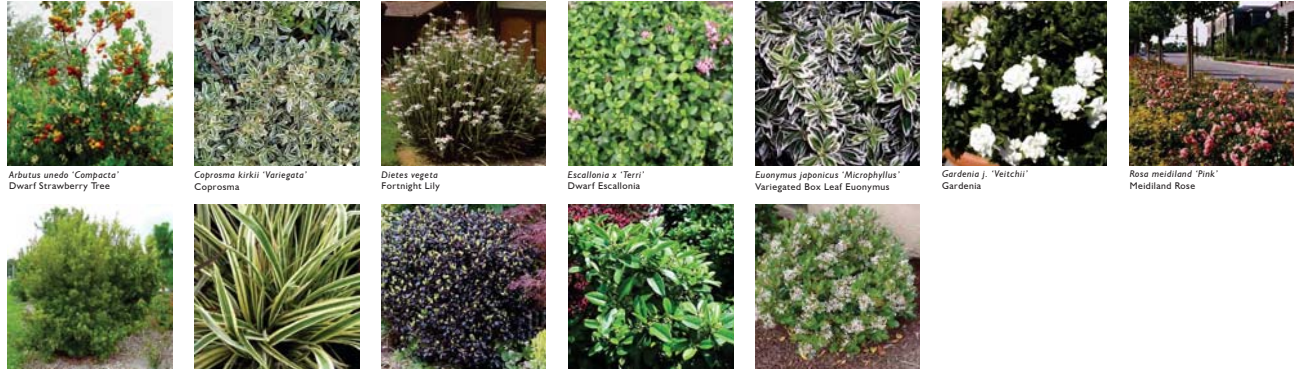 Arbutus unedo ‘Compacta’
Dwarf Strawberry Tree
Coprosma kirkii ‘Variegata’
Coprosma
Dietes vegeta
Fortnight Lily
Escallonia x ‘Terri’
Dwarf Escallonia
Euonymus japonicus ‘Microphyllus’
Variegated Box Leaf Euonymus
Gardenia j. ‘Veitchii’
Gardenia
Rosa meidiland ‘Pink’
Meidiland Rose